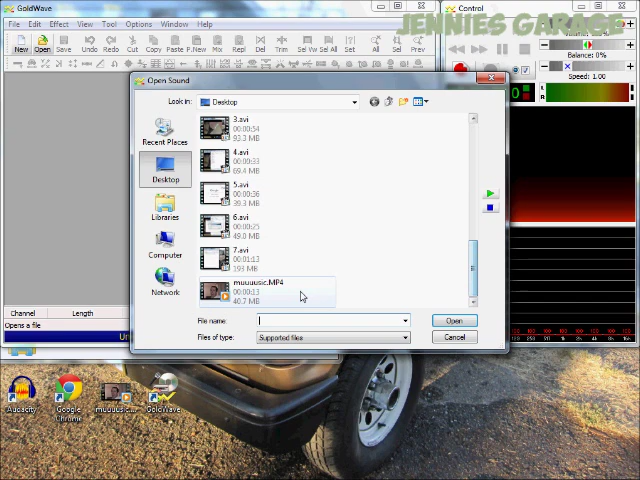 GoldWave
File Edit View Tool Options Window Help
New Open Save Undo Redo Cut Copy Paste P.New Mix Repl Del Trim Sel Vw Sel All Set All Sel Prev
JENNIES GARAGE
Control
Balance: 0%
Speed: 1.00
Open Sound
Look in: Desktop
Recent Places
Desktop
Libraries
Computer
Network
3.avi
00:00:54
93.3 MB
4.avi
00:00:33
69.4 MB
5.avi
00:00:36
39.3 MB
6.avi
00:00:25
49.0 MB
7.avi
00:01:13
193 MB
muuuusic.MP4
00:00:13
40.7 MB
File name:
Open
Files of type: Supported files
Cancel
Channel Length
Opens a file
Audacity
Google Chrome
muuuusic....
GoldWave